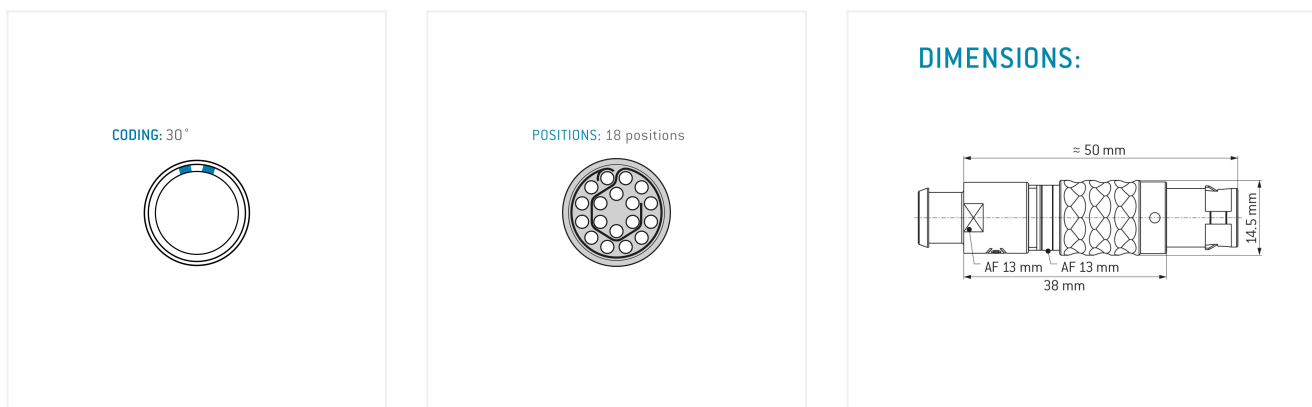 CODING: 30°
POSITIONS: 18 positions
DIMENSIONS:
≈ 50 mm
14.5 mm
AF 13 mm
AF 13 mm
38 mm